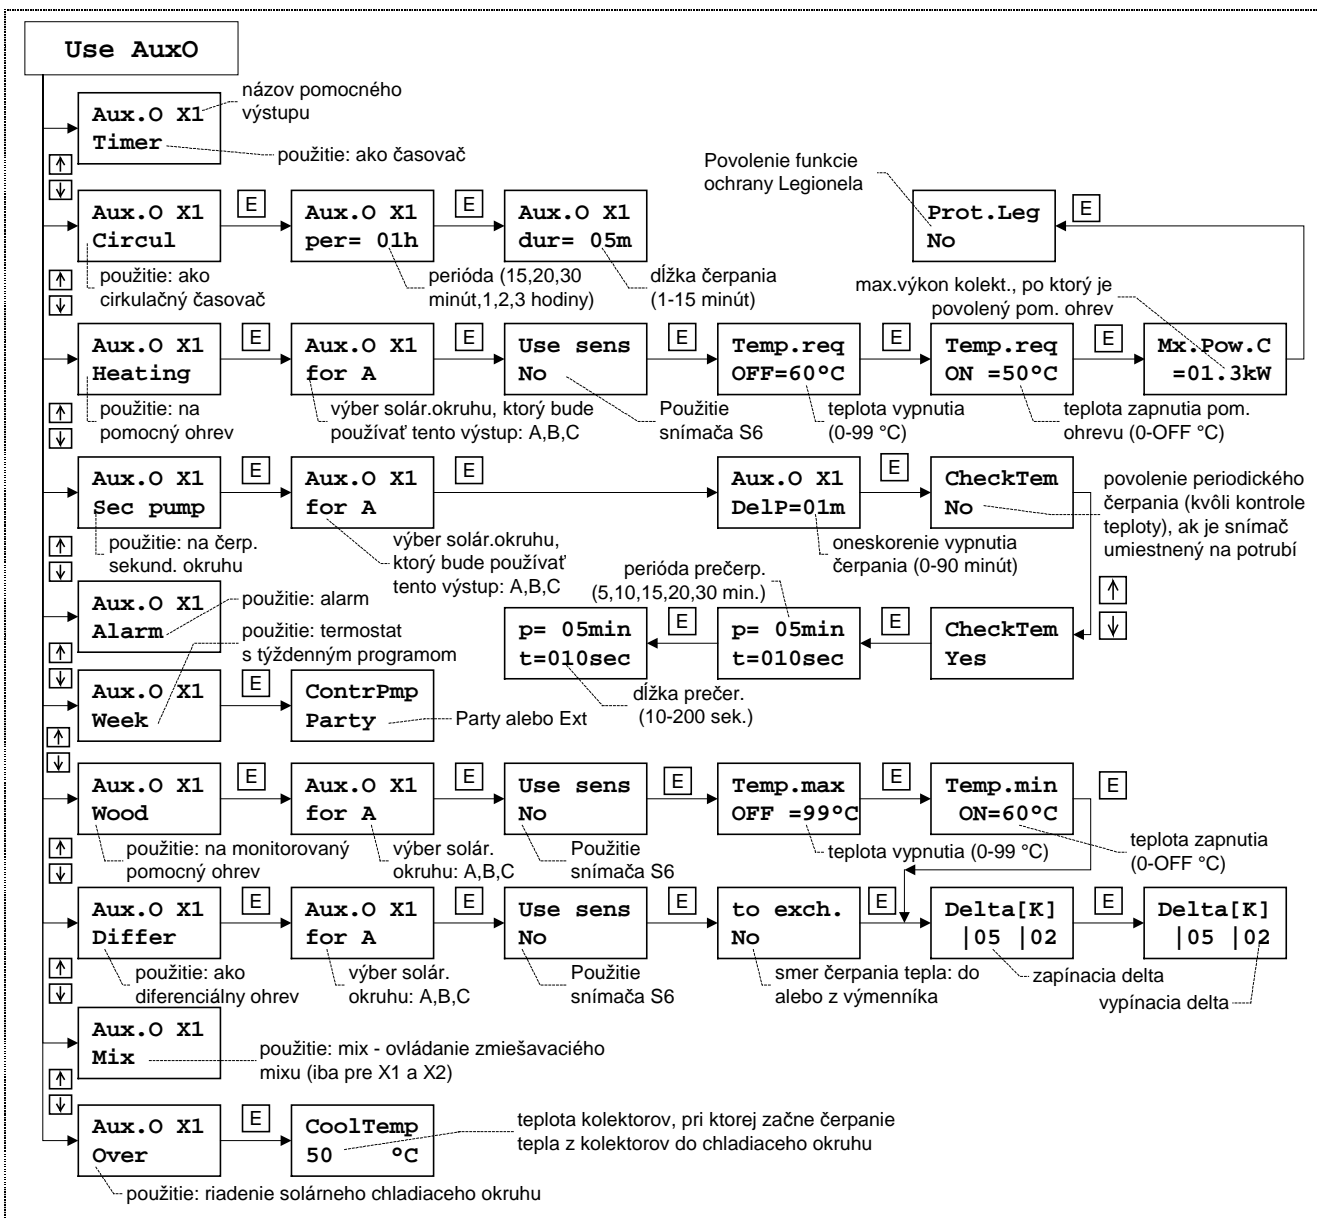 Use AuxO
Aux.O X1
Timer
názov pomocného
výstupu
použitie: ako časovač
Aux.O X1
Circul
E
Aux.O X1
per= 01h
E
Aux.O X1
dur= 05m
použitie: ako
cirkulačný časovač
perióda (15,20,30
minút,1,2,3 hodiny)
dĺžka čerpania
(1-15 minút)
Povolenie funkcie
ochrany Legionela
Prot.Leg
No
E
max.výkon kolekt., po ktorý je
povolený pom. ohrev
Aux.O X1
Heating
E
Aux.O X1
for A
E
Use sens
No
E
Temp.req
OFF=60°C
E
Temp.req
ON =50°C
E
Mx.Pow.C
=01.3kW
použitie: na
pomocný ohrev
výber solár.okruhu, ktorý bude
používať tento výstup: A,B,C
Použitie
snímača S6
teplota vypnutia
(0-99 °C)
teplota zapnutia pom.
ohrevu (0-OFF °C)
Aux.O X1
Sec pump
E
Aux.O X1
for A
E
Aux.O X1
DelP=01m
E
CheckTem
No
povolenie periodického
čerpania (kvôli kontrole
teploty), ak je snímač
umiestnený na potrubí
použitie: na čerp.
sekund. okruhu
výber solár.okruhu,
ktorý bude používať
tento výstup: A,B,C
oneskorenie vypnutia
čerpania (0-90 minút)
perióda prečerp.
(5,10,15,20,30 min.)
Aux.O X1
Alarm
použitie: alarm
p= 05min
t=010sec
E
p= 05min
t=010sec
E
CheckTem
Yes
dĺžka prečer.
(10-200 sek.)
použitie: termostat
s týždenným programom
Aux.O X1
Week
E
ContrPmp
Party
Party alebo Ext
Aux.O X1
Wood
E
Aux.O X1
for A
E
Use sens
No
E
Temp.max
OFF =99°C
E
Temp.min
ON=60°C
E
použitie: na monitorovaný
pomocný ohrev
výber solár.
okruhu: A,B,C
Použitie
snímača S6
teplota vypnutia (0-99 °C)
teplota zapnutia
(0-OFF °C)
Aux.O X1
Differ
E
Aux.O X1
for A
E
Use sens
No
E
to exch.
No
E
Delta[K]
|05 |02
E
Delta[K]
|05 |02
použitie: ako
diferenciálny ohrev
výber solár.
okruhu: A,B,C
Použitie
snímača S6
smer čerpania tepla: do
alebo z výmenníka
zapínacia delta
vypínacia delta
Aux.O X1
Mix
použitie: mix - ovládanie zmiešavaciého
mixu (iba pre X1 a X2)
Aux.O X1
Over
E
CoolTemp
50 °C
teplota kolektorov, pri ktorej začne čerpanie
tepla z kolektorov do chladiaceho okruhu
použitie: riadenie solárneho chladiaceho okruhu